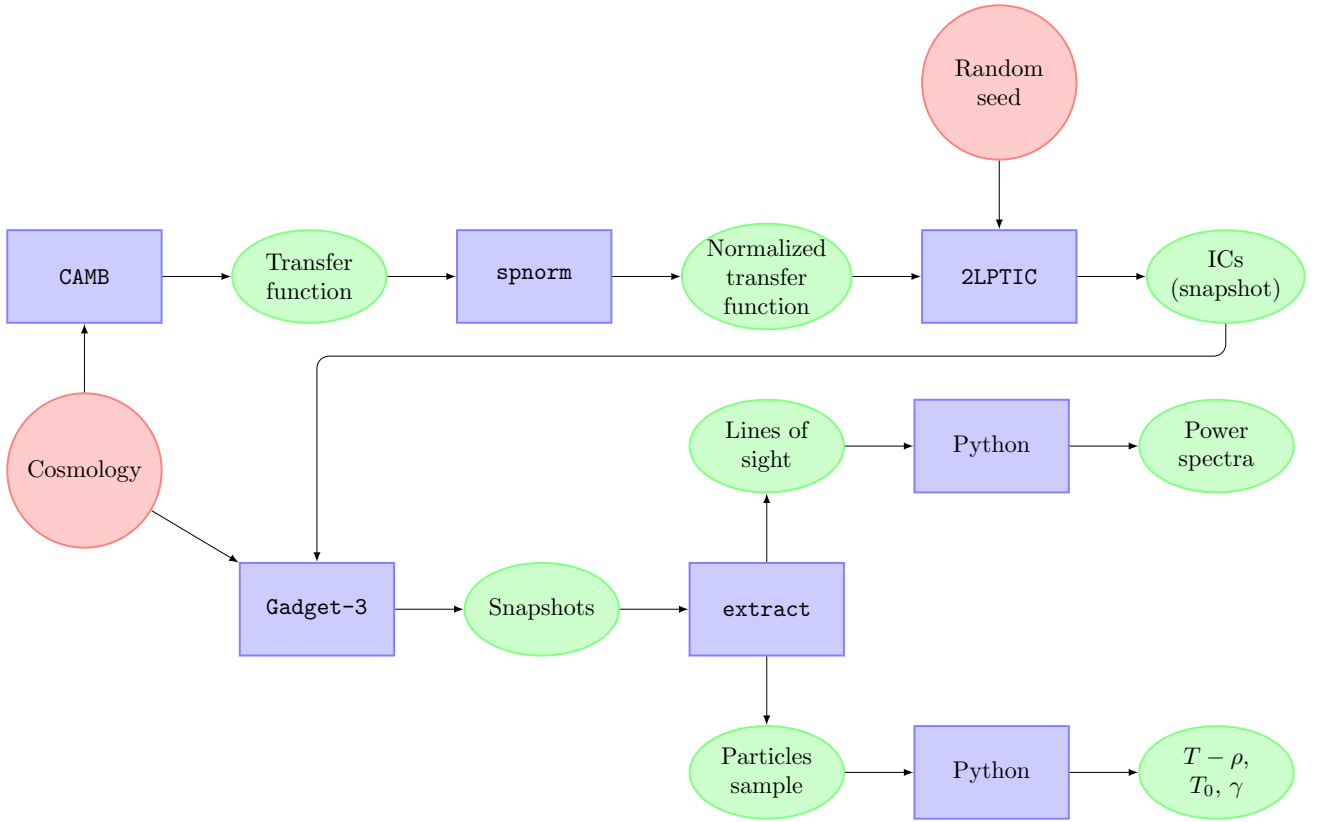 Random
seed
CAMB
Transfer
function
spnorm
Normalized
transfer
function
2LPTIC
ICs
(snapshot)
Cosmology
Lines of
sight
Python
Power
spectra
Gadget-3
Snapshots
extract
Particles
sample
Python
T − ρ,
T₀, γ